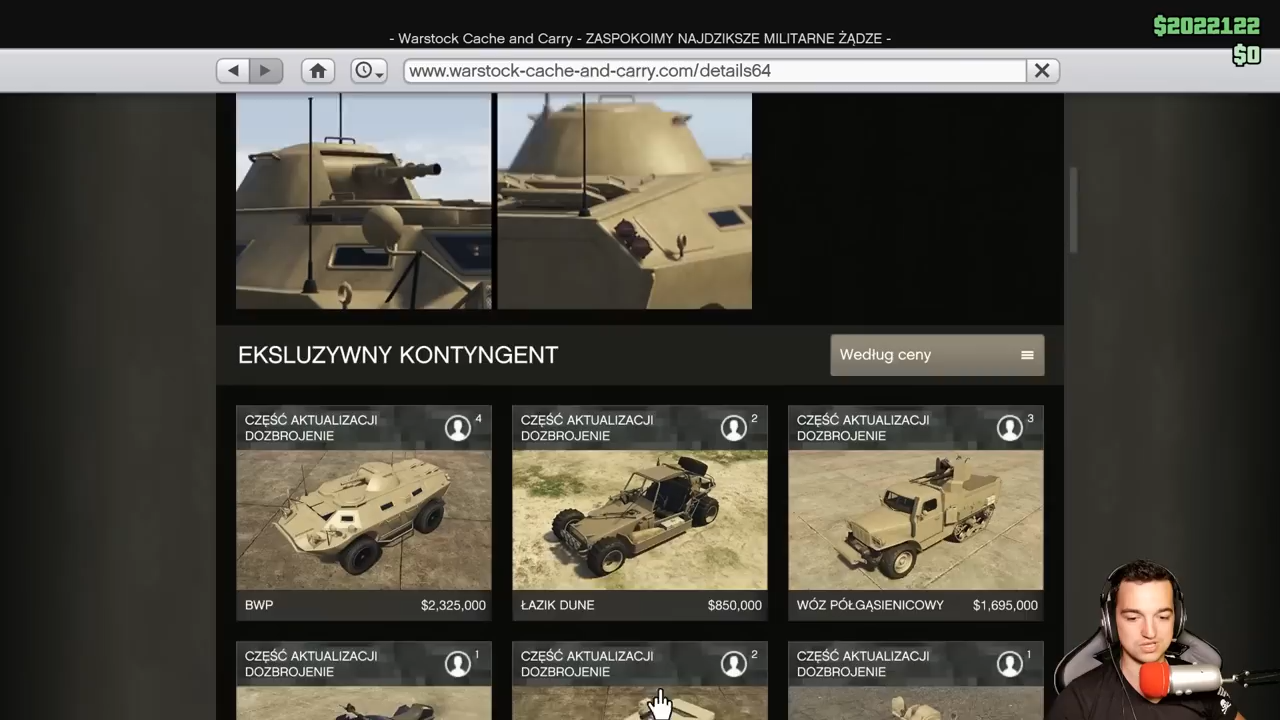 $2022122
- Warstock Cache and Carry - ZASPOKOIMY NAJDZIKSZE MILITARNE ŻĄDZE -
$0
www.warstock-cache-and-carry.com/details64
EKSLUZYWNY KONTYNGENT
Według ceny
CZĘŚĆ AKTUALIZACJI
DOZBROJENIE
4
CZĘŚĆ AKTUALIZACJI
DOZBROJENIE
2
CZĘŚĆ AKTUALIZACJI
DOZBROJENIE
3
BWP $2,325,000
ŁAZIK DUNE $850,000
WÓZ PÓŁGĄSIENICOWY $1,695,000
CZĘŚĆ AKTUALIZACJI
DOZBROJENIE
1
CZĘŚĆ AKTUALIZACJI
DOZBROJENIE
2
CZĘŚĆ AKTUALIZACJI
DOZBROJENIE
1